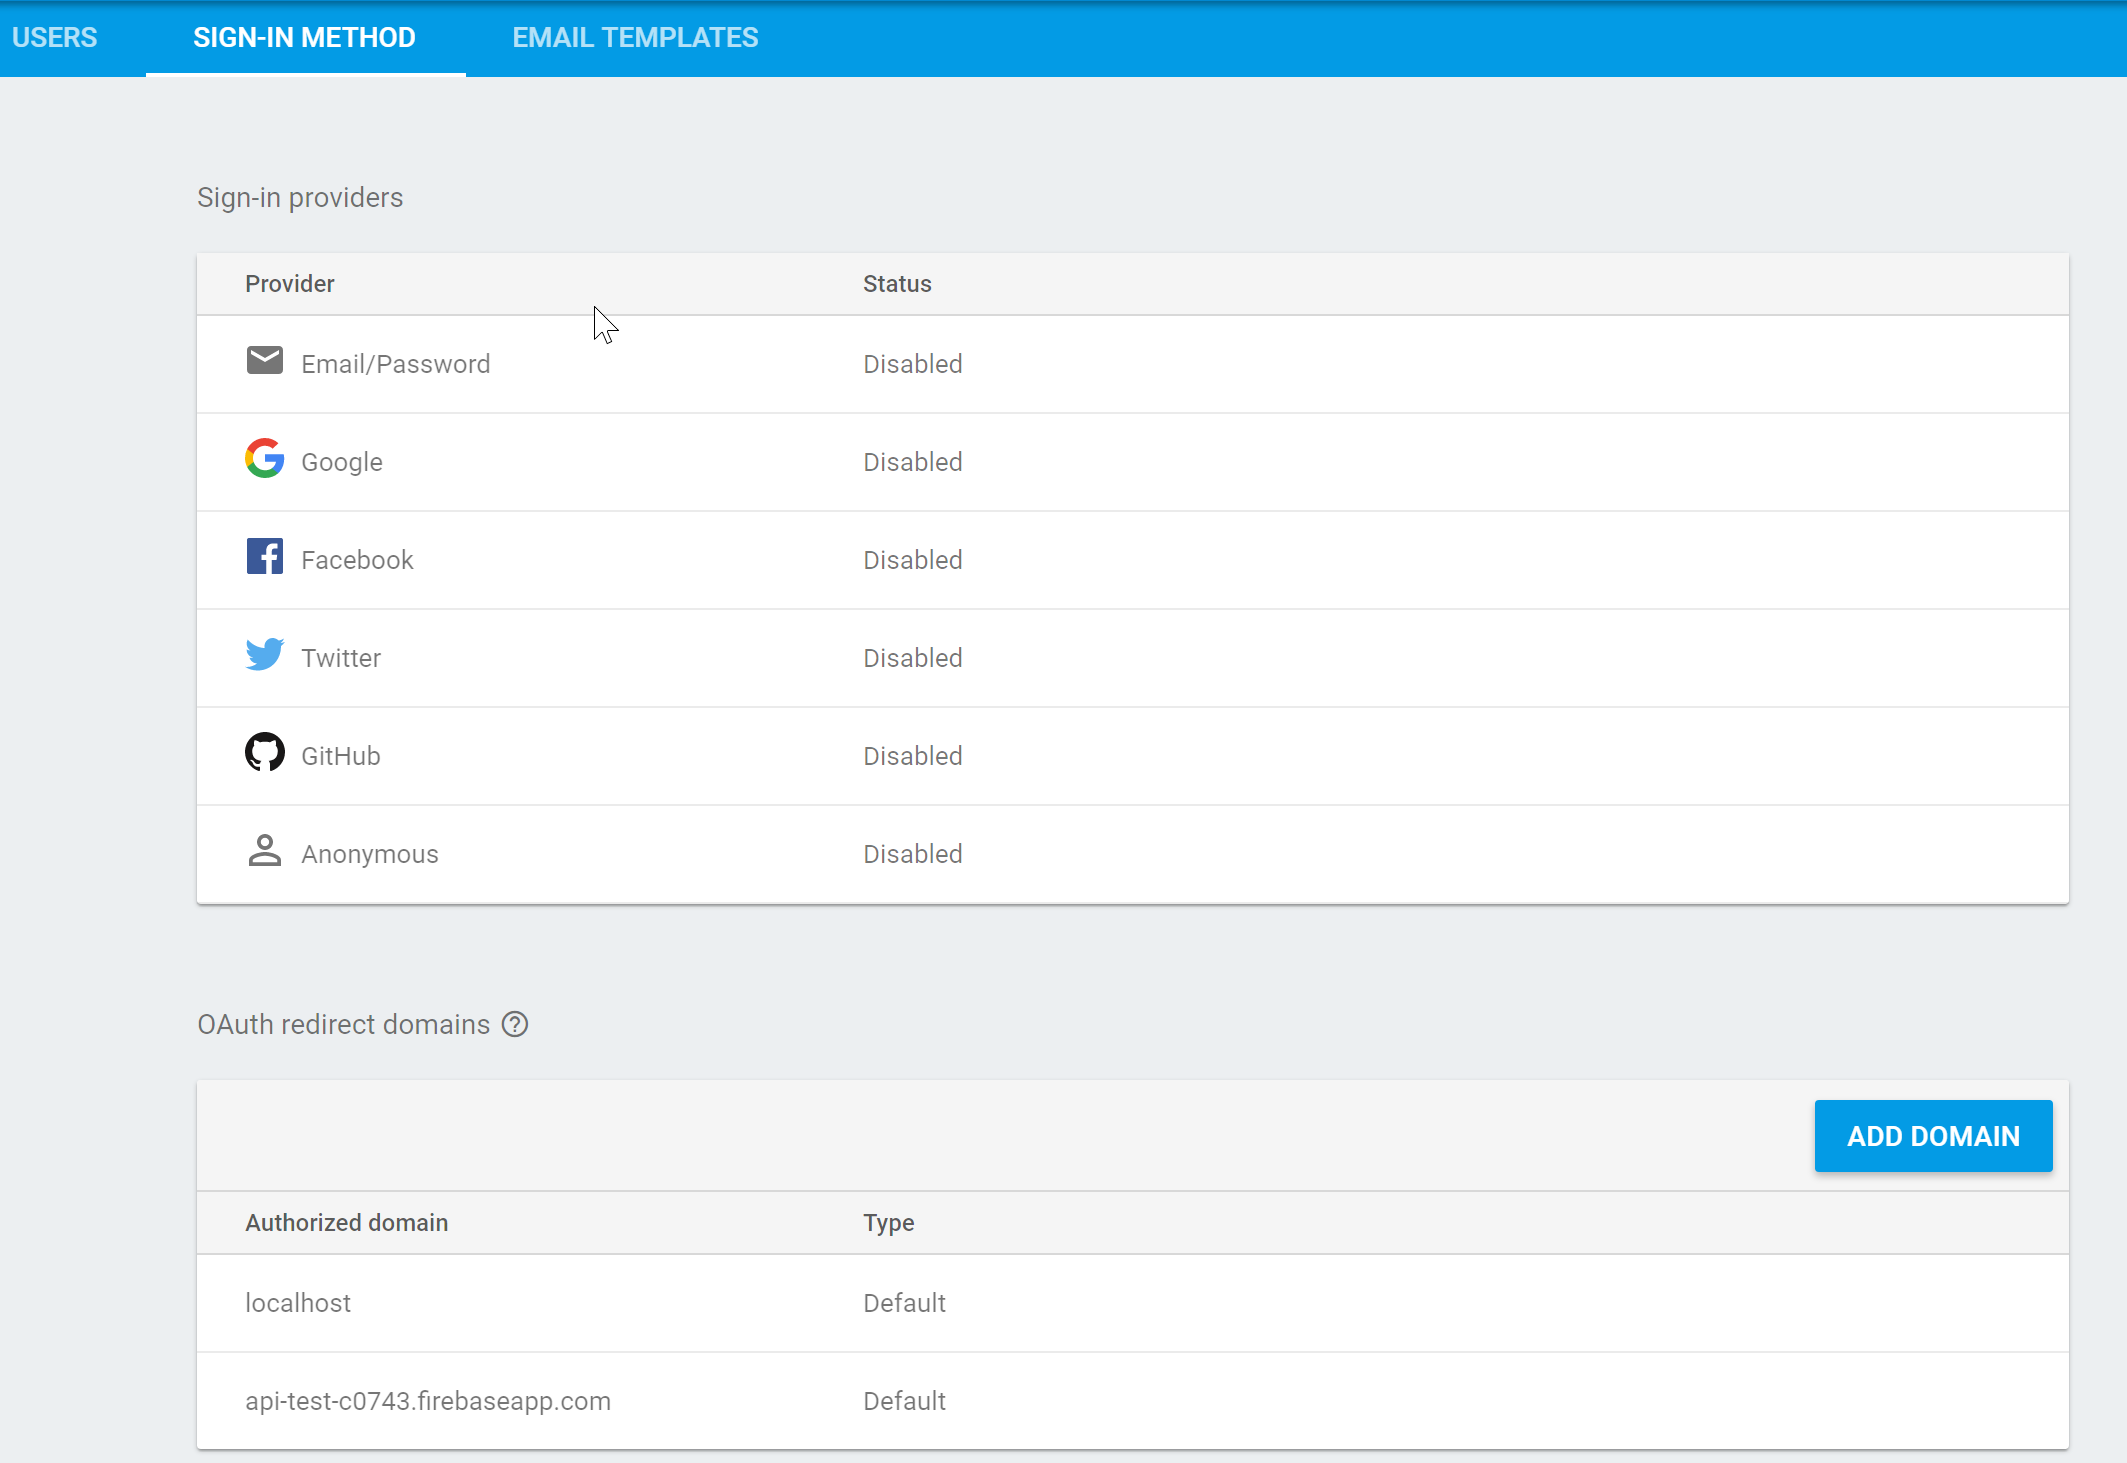 USERS SIGN-IN METHOD EMAIL TEMPLATES
Sign-in providers
Provider Status
Email/Password Disabled
Google Disabled
Facebook Disabled
Twitter Disabled
GitHub Disabled
Anonymous Disabled
OAuth redirect domains
ADD DOMAIN
Authorized domain Type
localhost Default
api-test-c0743.firebaseapp.com Default